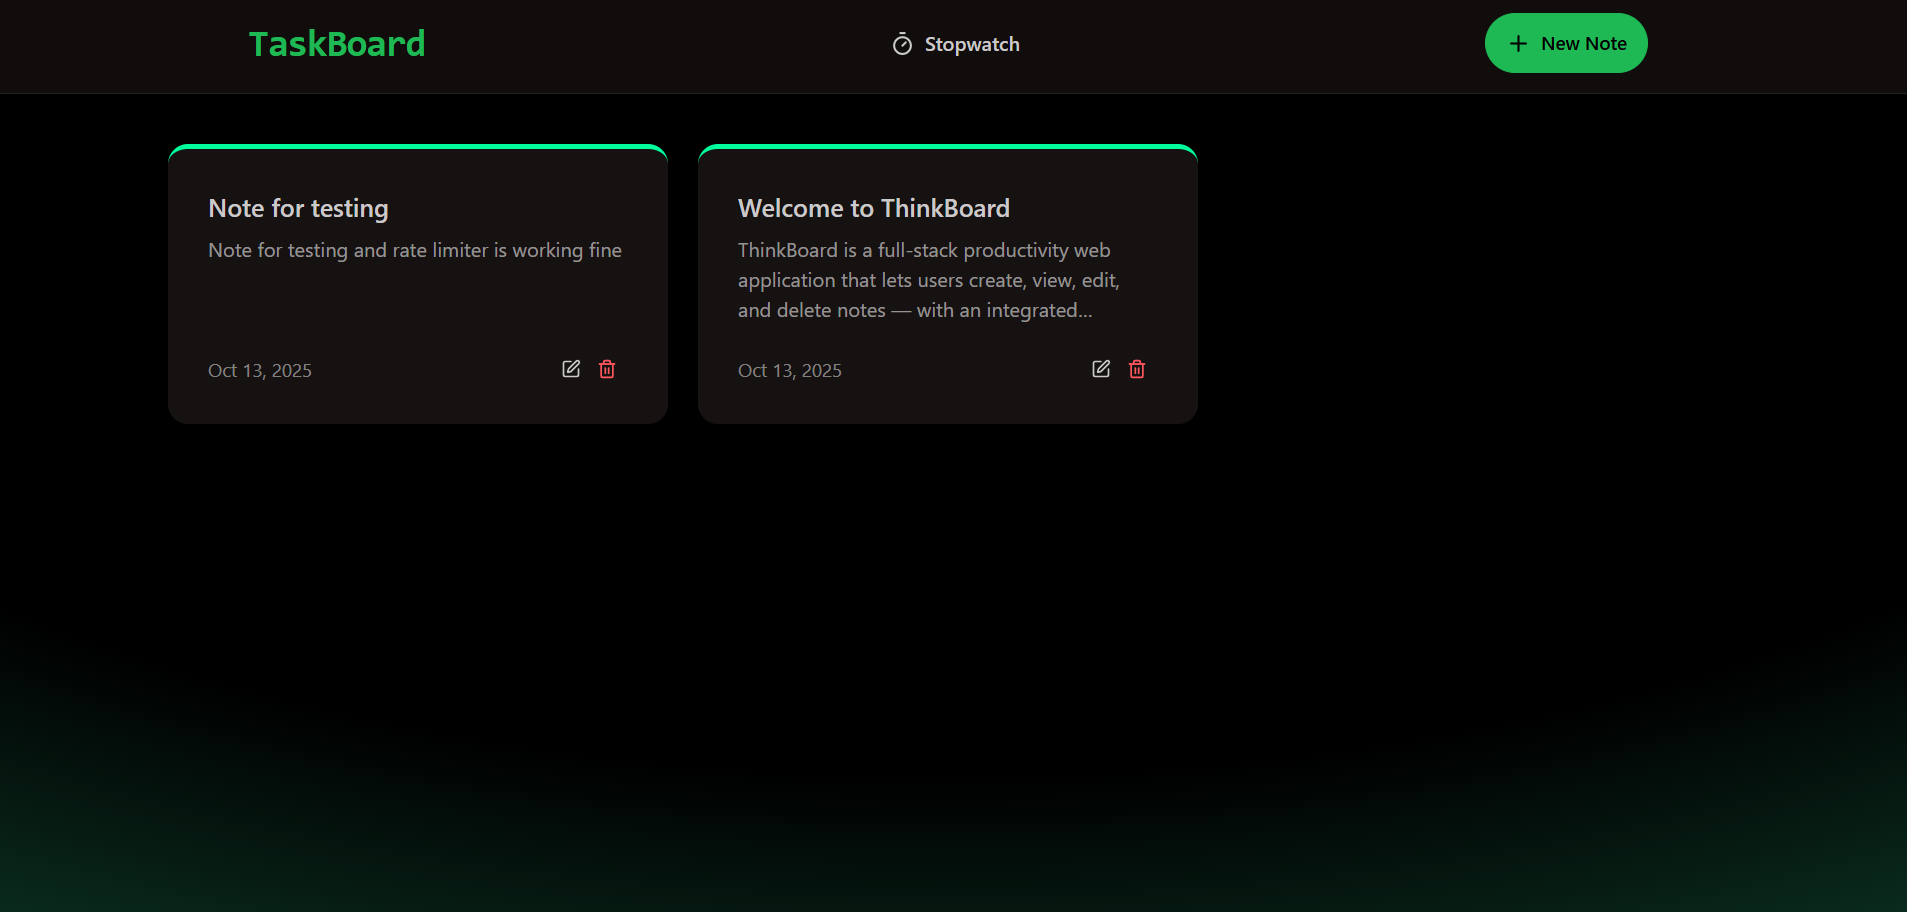 TaskBoard
Stopwatch
New Note
Note for testing
Note for testing and rate limiter is working fine
Oct 13, 2025
Welcome to ThinkBoard
ThinkBoard is a full-stack productivity web
application that lets users create, view, edit,
and delete notes — with an integrated...
Oct 13, 2025